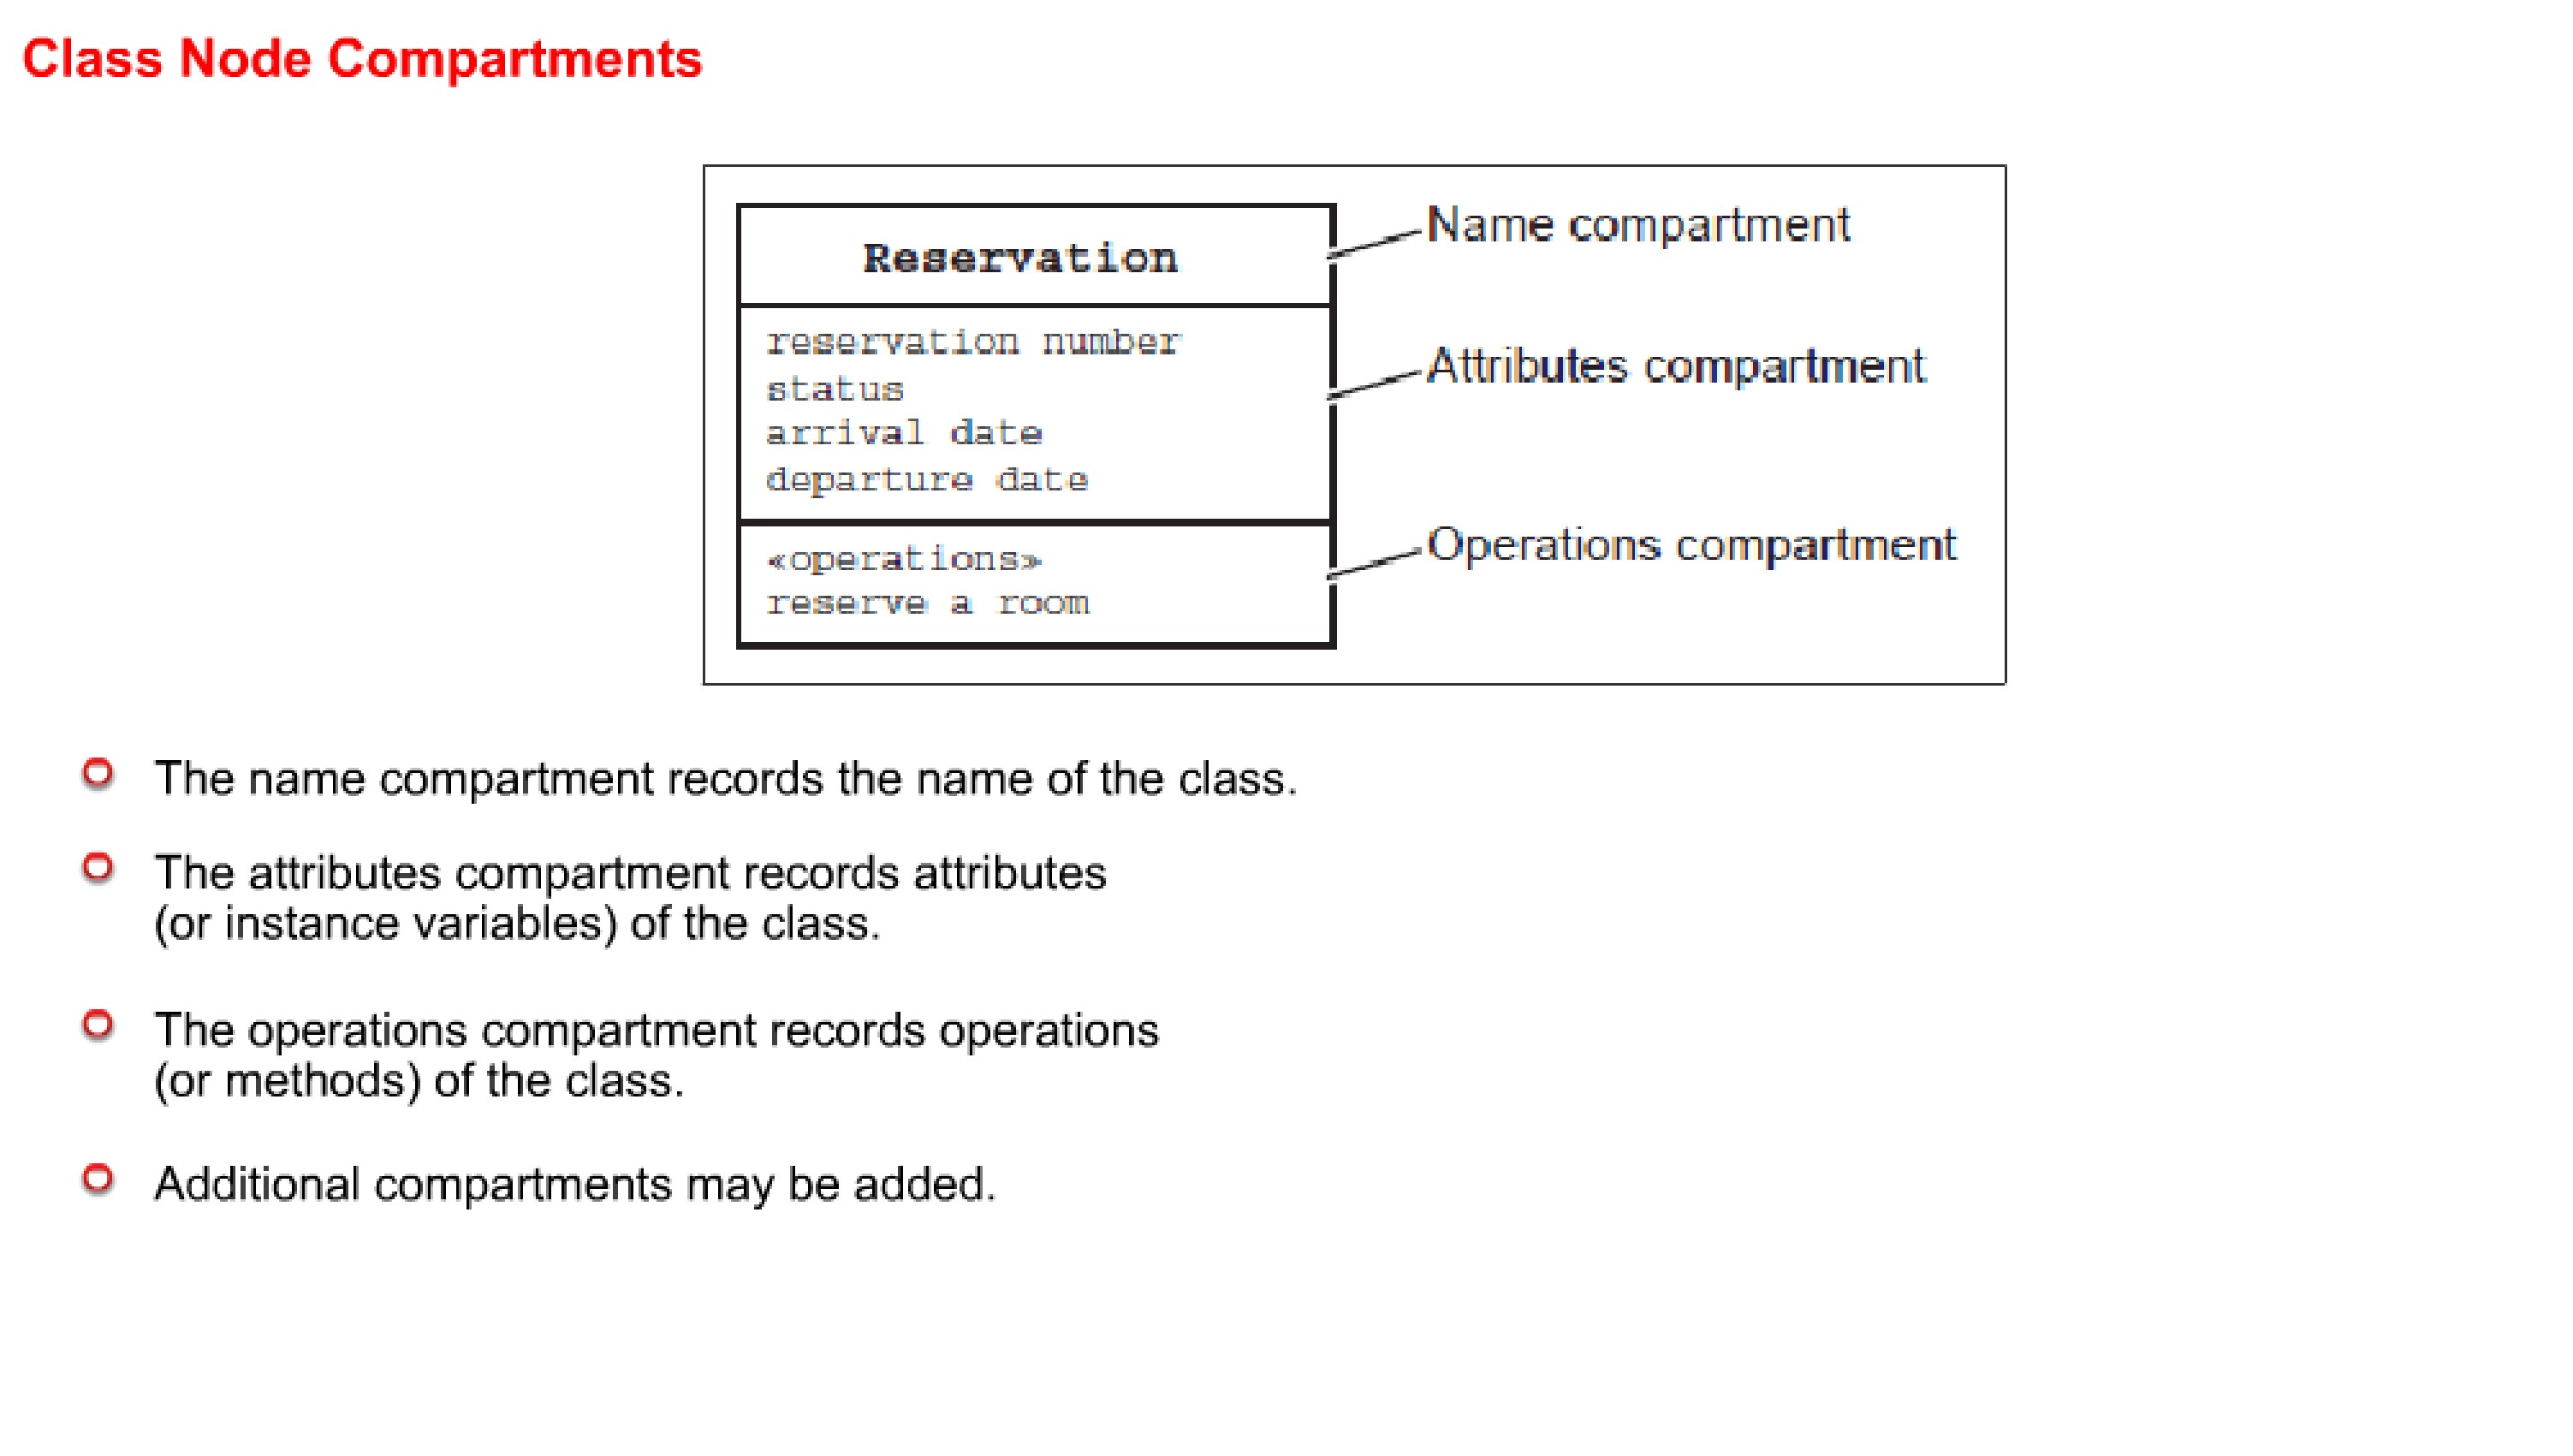 Class Node Compartments
Reservation
Name compartment
reservation number
status
arrival date
departure date
Attributes compartment
«operations»
reserve a room
Operations compartment
The name compartment records the name of the class.
The attributes compartment records attributes
(or instance variables) of the class.
The operations compartment records operations
(or methods) of the class.
Additional compartments may be added.